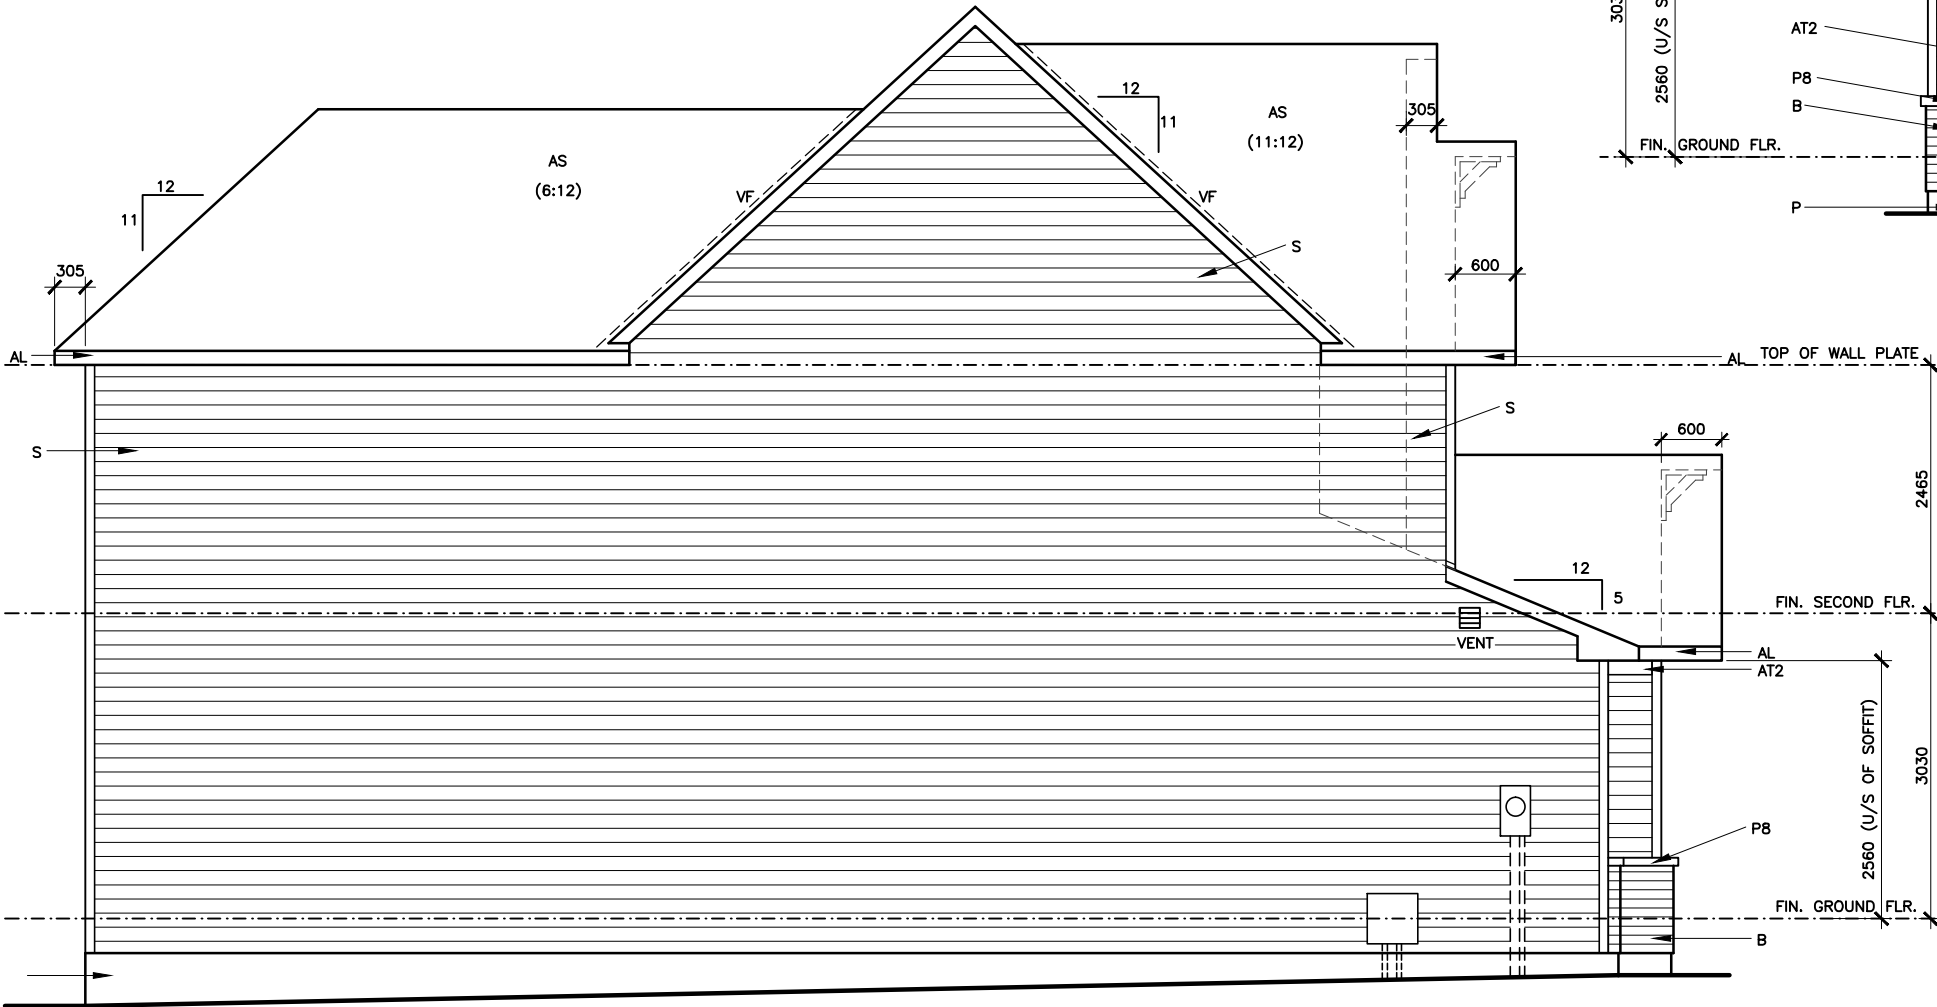 303
2560 (U/S S
AT2
P8
B
FIN. GROUND FLR.
P
12
11
AS
(11:12)
305
AS
(6:12)
12
11
VF
VF
S
600
305
AL
AL
TOP OF WALL PLATE
S
S
600
2465
12
5
FIN. SECOND FLR.
VENT
AL
AT2
2560 (U/S OF SOFFIT)
3030
P8
FIN. GROUND FLR.
B